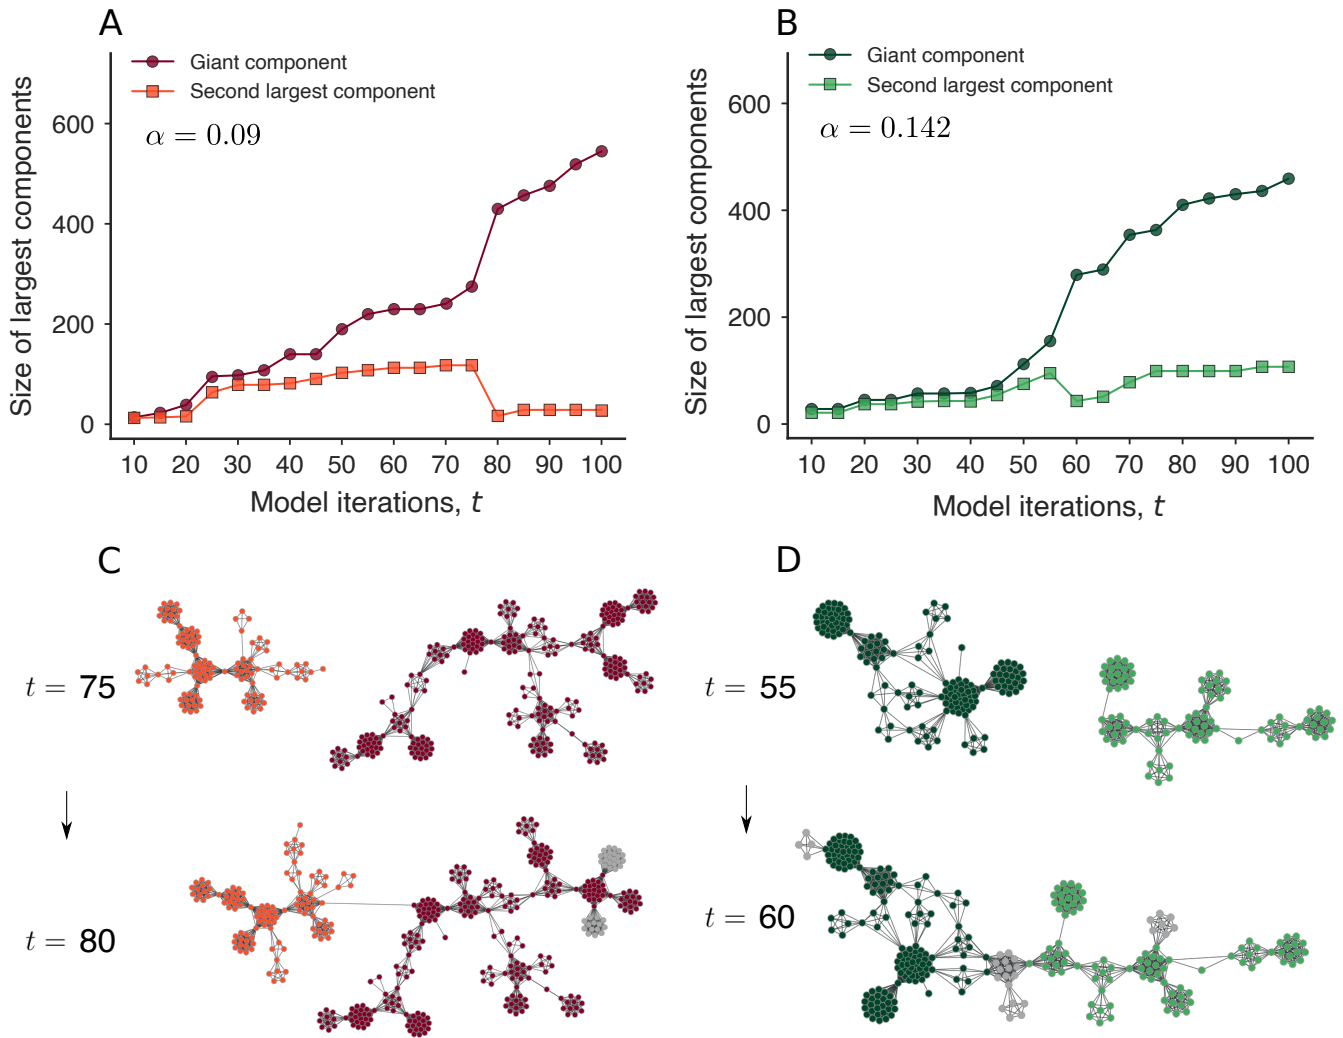 A
Giant component
Second largest component
α = 0.09
Size of largest components
600
400
200
0
10 20 30 40 50 60 70 80 90 100
Model iterations, t
B
Giant component
Second largest component
α = 0.142
Size of largest components
600
400
200
0
10 20 30 40 50 60 70 80 90 100
Model iterations, t
C
t = 75
t = 80
D
t = 55
t = 60